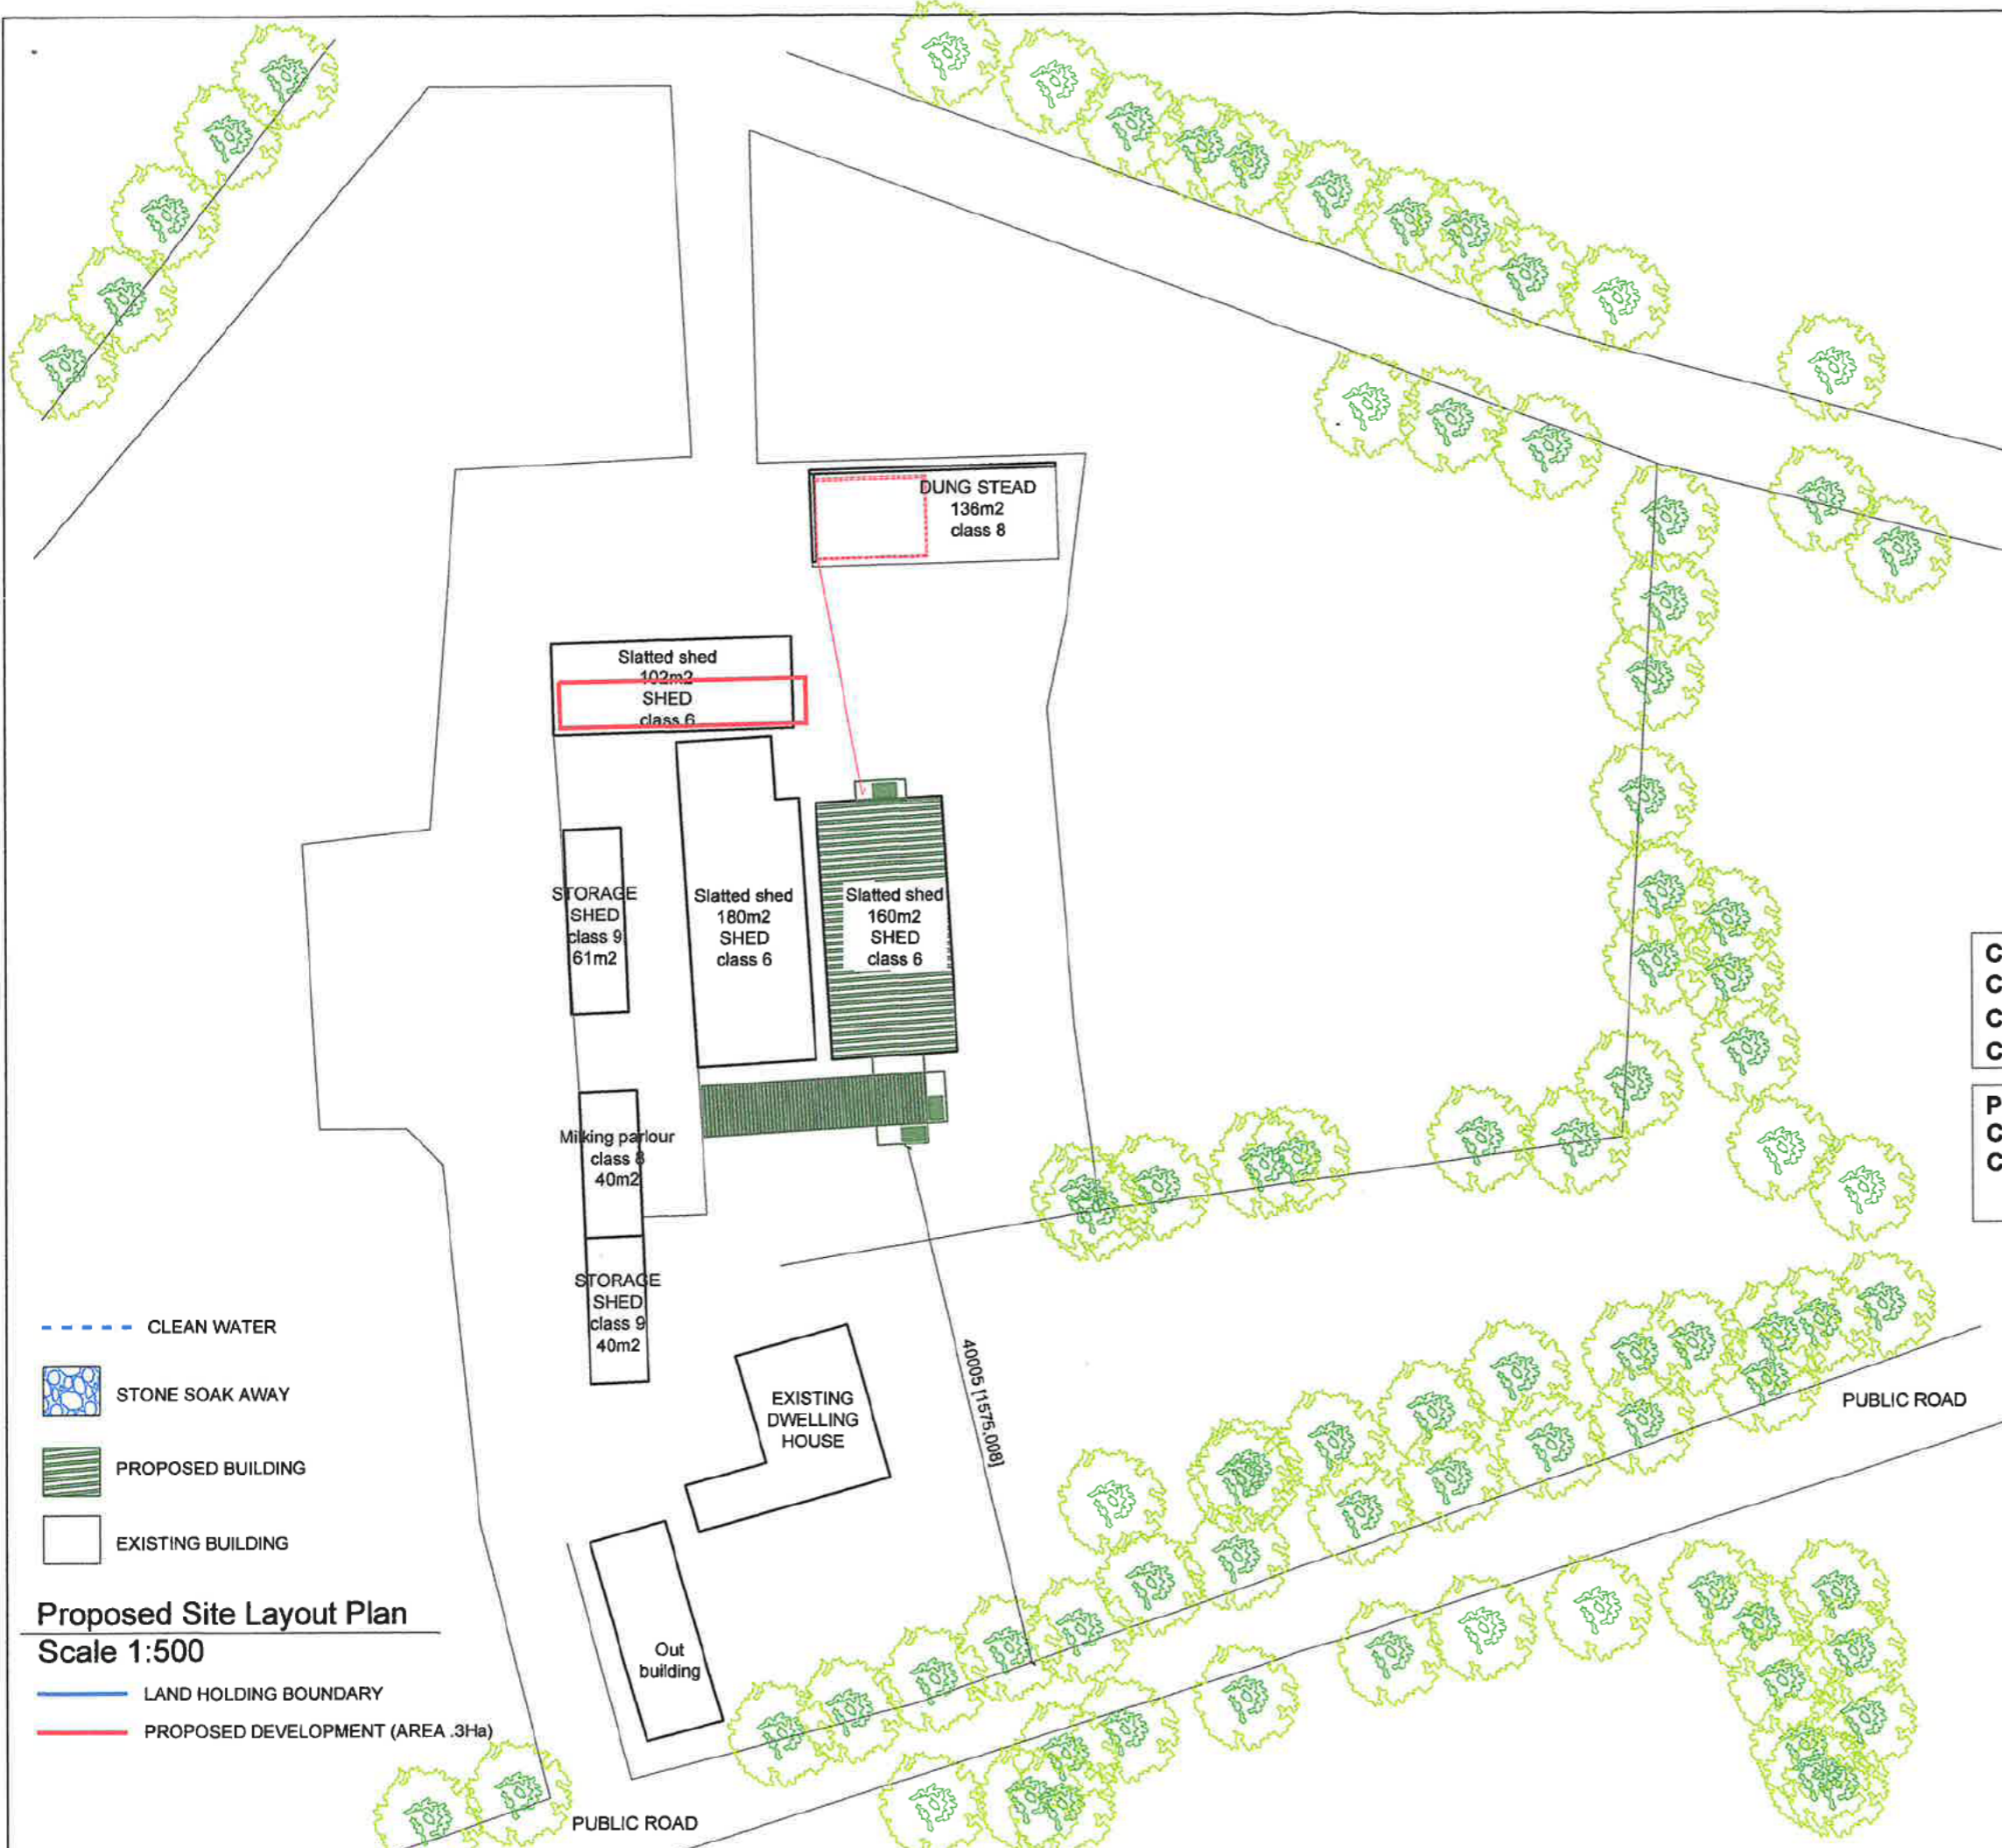 DUNG STEAD
136m2
class 8
Slatted shed
102m2
SHED
class 6
STORAGE
SHED
class 9
61m2
Slatted shed
180m2
SHED
class 6
Slatted shed
160m2
SHED
class 6
C
C
C
C
P
C
C
Milking parlour
class 8
40m2
STORAGE
SHED
class 9
40m2
EXISTING
DWELLING
HOUSE
40005 [1575.008]
PUBLIC ROAD
Out
building
CLEAN WATER
STONE SOAK AWAY
PROPOSED BUILDING
EXISTING BUILDING
Proposed Site Layout Plan
Scale 1:500
LAND HOLDING BOUNDARY
PROPOSED DEVELOPMENT (AREA .3Ha)
PUBLIC ROAD